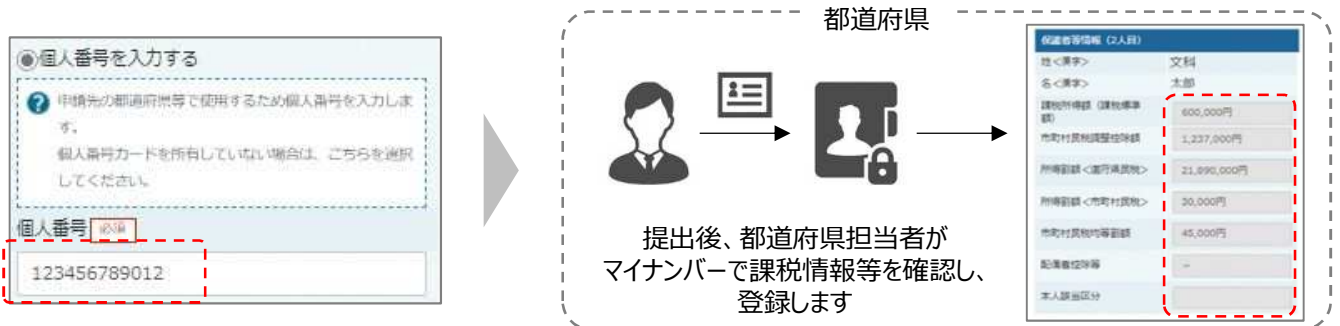 個人番号を入力する
申請先の都道府県等で使用するため個人番号を入力しま
す。
個人番号カードを所有していない場合は、こちらを選択
してください。
個人番号 必須
123456789012
都道府県
提出後、都道府県担当者が
マイナンバーで課税情報等を確認し、
登録します
保護者等情報（2人目）
姓<漢字> 文科
名<漢字> 太郎
課税所得額（課税標準
額） 600,000円
市町村民税調整控除額 1,237,000円
所得割額<道府県民税> 21,890,000円
所得割額<市町村民税> 30,000円
市町村民税均等割額 45,000円
配偶者控除等 −
本人該当区分